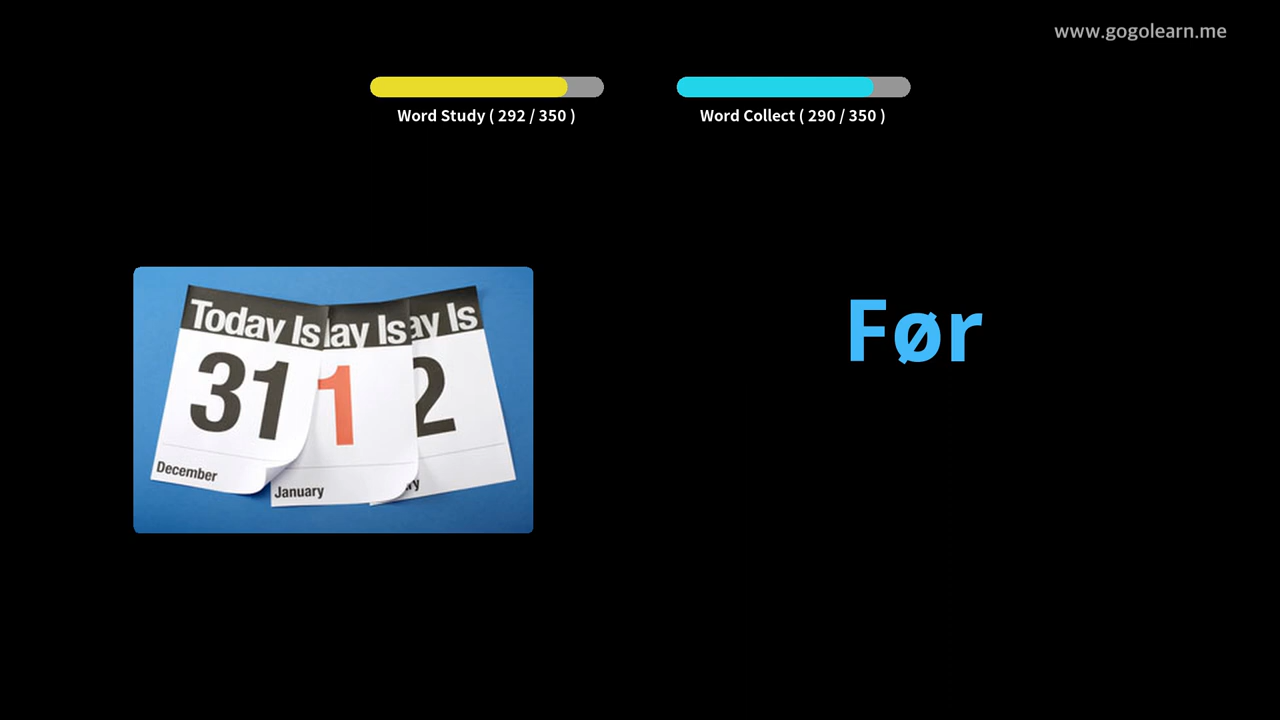 www.gogolearn.me
Word Study ( 292 / 350 )
Word Collect ( 290 / 350 )
Før
Today Is
31
December
ay Is
1
January
ay Is
2
ry